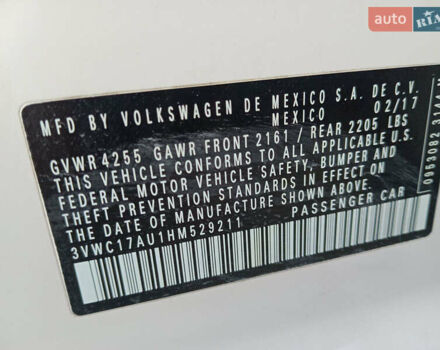 auto RIA
MFD BY VOLKSWAGEN DE MEXICO S.A. DE C.V.
MEXICO 02/17
GVWR 4255 GAWR FRONT 2161 / REAR 2205 LBS
THIS VEHICLE CONFORMS TO ALL APPLICABLE U.S.
FEDERAL MOTOR VEHICLE SAFETY, BUMPER AND
THEFT PREVENTION STANDARDS IN EFFECT ON
THE DATE OF MANUFACTURE SHOWN ABOVE.
3VWC17AU1HM529211 PASSENGER CAR